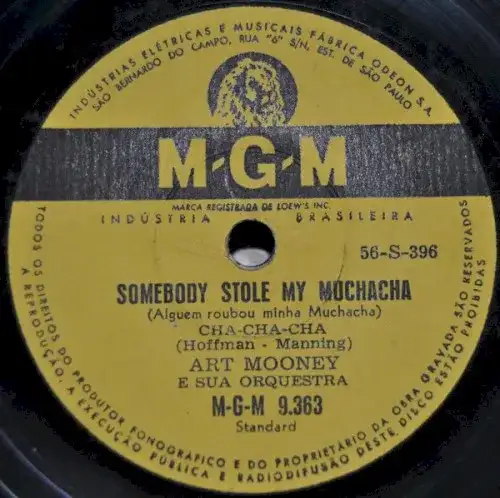 INDÚSTRIAS ELÉTRICAS E MUSICAIS FÁBRICA ODEON S.A.
SÃO BERNARDO DO CAMPO, RUA "6" S/N, EST. DE SÃO PAULO
M-G-M
MARCA REGISTRADA DE LOEW'S INC.
INDÚSTRIA BRASILEIRA
56-S-396
SOMEBODY STOLE MY MUCHACHA
(Alguem roubou minha Muchacha)
CHA-CHA-CHA
(Hoffman - Manning)
ART MOONEY
E SUA ORQUESTRA
M-G-M 9.363
Standard
TODOS OS DIREITOS DO PRODUTOR FONOGRÁFICO E DO PROPRIETÁRIO DA OBRA GRAVADA SÃO RESERVADOS
A REPRODUÇÃO, A EXECUÇÃO PÚBLICA E RADIODIFUSÃO DESTE DISCO ESTÃO PROIBIDAS